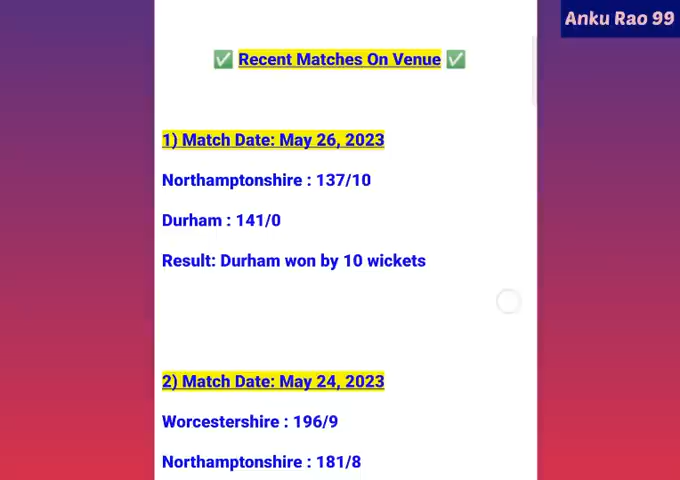 Anku Rao 99
✅ Recent Matches On Venue ✅
1) Match Date: May 26, 2023
Northamptonshire : 137/10
Durham : 141/0
Result: Durham won by 10 wickets
2) Match Date: May 24, 2023
Worcestershire : 196/9
Northamptonshire : 181/8